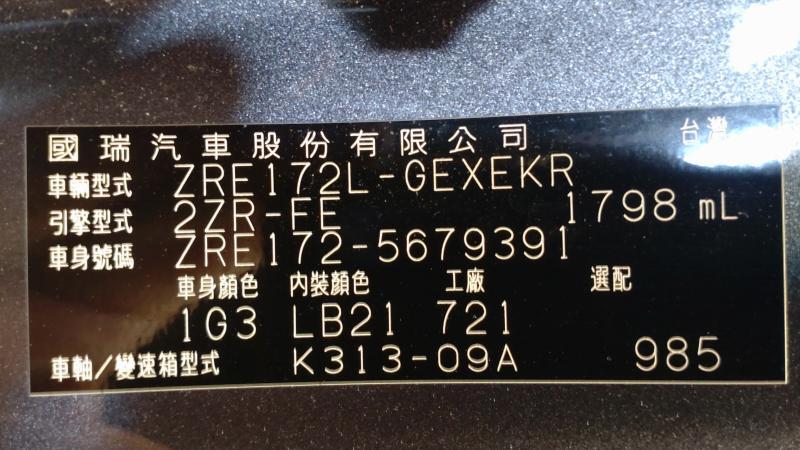 國瑞汽車股份有限公司 台灣
車輛型式 ZRE172L-GEXEKR
引擎型式 2ZR-FE 1798 mL
車身號碼 ZRE172-5679391
車身顏色 內裝顏色 工廠 選配
1G3 LB21 721
車軸/變速箱型式 K313-09A 985